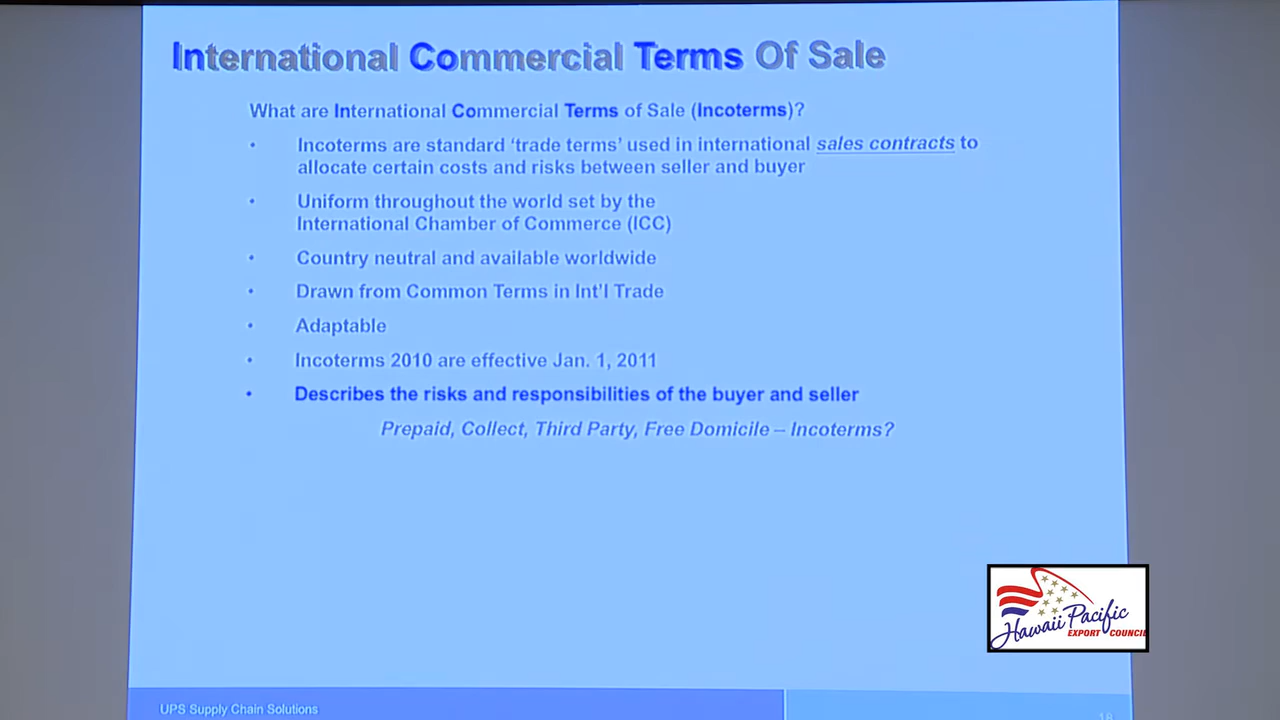 International Commercial Terms Of Sale
What are International Commercial Terms of Sale (Incoterms)?
• Incoterms are standard ‘trade terms’ used in international sales contracts to
allocate certain costs and risks between seller and buyer
• Uniform throughout the world set by the
International Chamber of Commerce (ICC)
• Country neutral and available worldwide
• Drawn from Common Terms in Int’l Trade
• Adaptable
• Incoterms 2010 are effective Jan. 1, 2011
• Describes the risks and responsibilities of the buyer and seller
Prepaid, Collect, Third Party, Free Domicile – Incoterms?
Hawaii Pacific
EXPORT COUNCIL
UPS Supply Chain Solutions
18